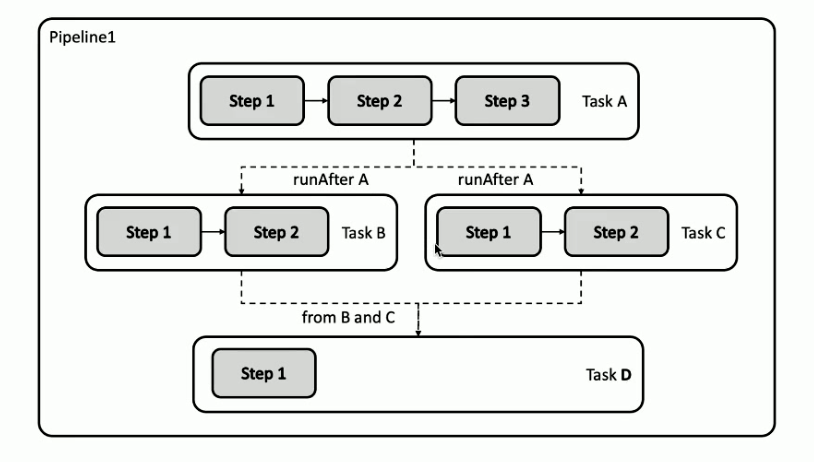 Pipeline1
Step 1 Step 2 Step 3 Task A
runAfter A runAfter A
Step 1 Step 2 Task B Step 1 Step 2 Task C
from B and C
Step 1 Task D